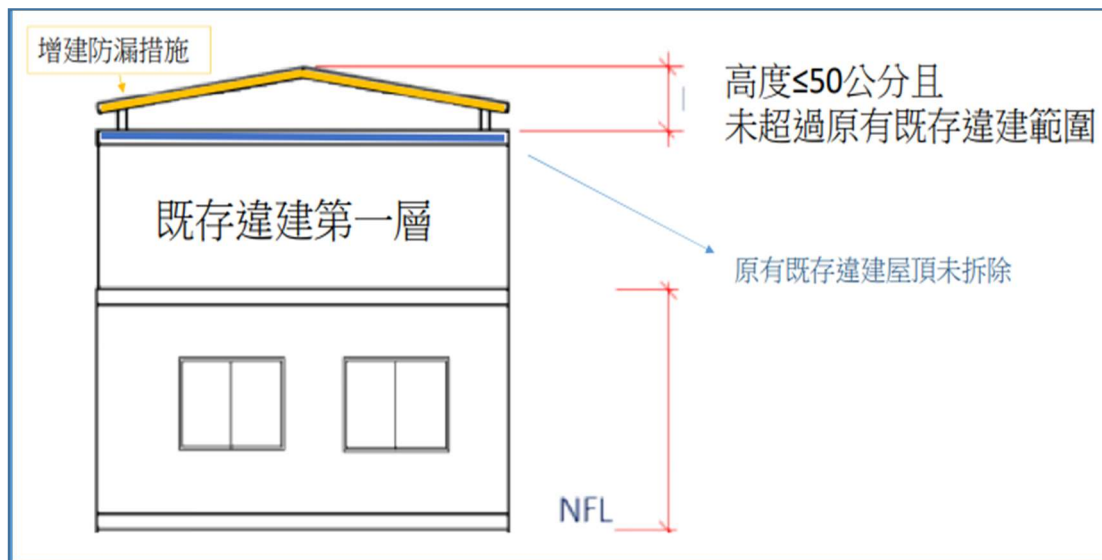 增建防漏措施
高度≤50公分且
未超過原有既存違建範圍
既存違建第一層
原有既存違建屋頂未拆除
NFL